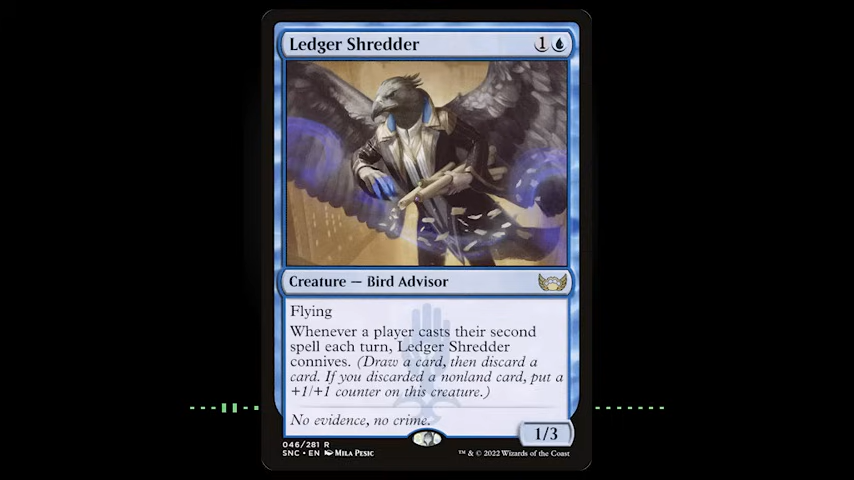 Ledger Shredder 1
Creature — Bird Advisor
Flying
Whenever a player casts their second
spell each turn, Ledger Shredder
connives. (Draw a card, then discard a
card. If you discarded a nonland card, put a
+1/+1 counter on this creature.)
No evidence, no crime.
1/3
046/281 R
SNC • EN Mila Pesic
™ & © 2022 Wizards of the Coast